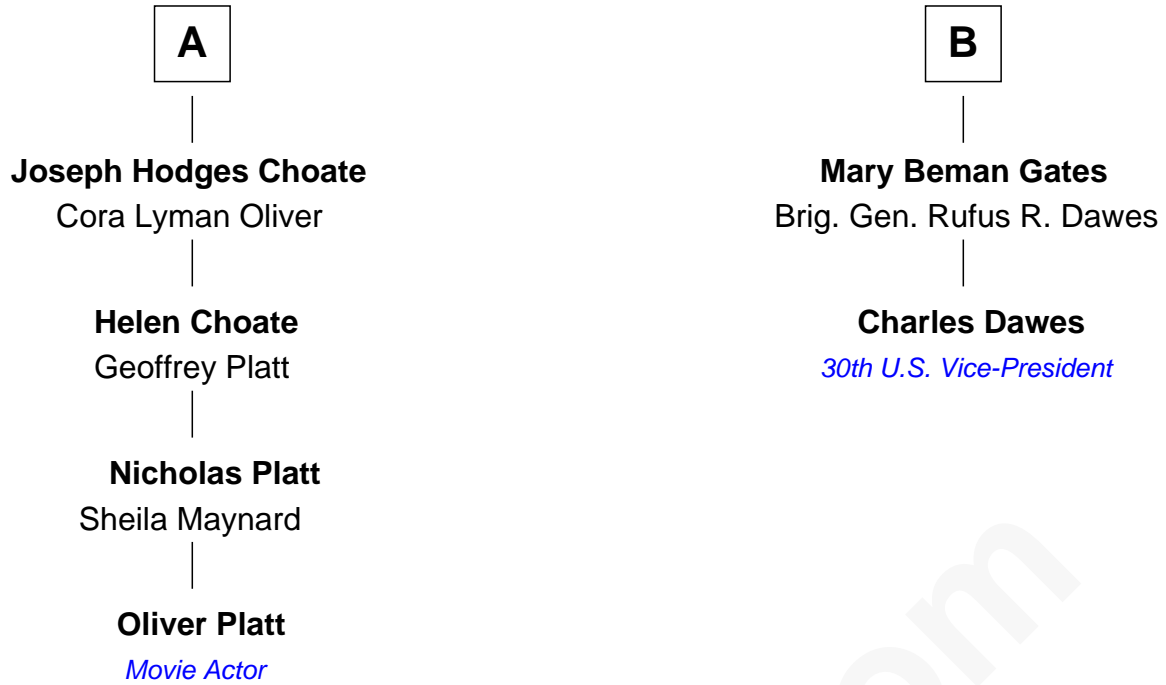 A
Joseph Hodges Choate
Cora Lyman Oliver
Helen Choate
Geoffrey Platt
Nicholas Platt
Sheila Maynard
Oliver Platt
Movie Actor
B
Mary Beman Gates
Brig. Gen. Rufus R. Dawes
Charles Dawes
30th U.S. Vice-President
om